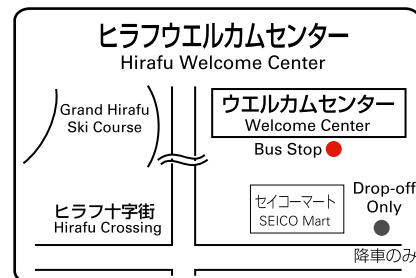 ヒラフウエルカムセンター
Hirafu Welcome Center
Grand Hirafu
Ski Course
ウエルカムセンター
Welcome Center
Bus Stop
ヒラフ十字街
Hirafu Crossing
セイコーマート
SEICO Mart
Drop-off
Only
降車のみ